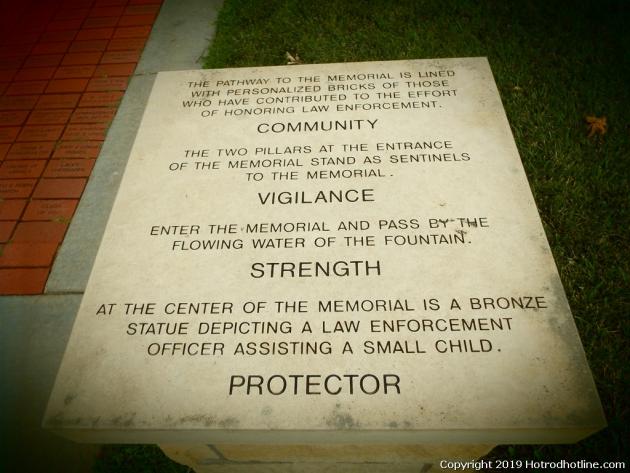 THE PATHWAY TO THE MEMORIAL IS LINED
WITH PERSONALIZED BRICKS OF THOSE
WHO HAVE CONTRIBUTED TO THE EFFORT
OF HONORING LAW ENFORCEMENT.
COMMUNITY
THE TWO PILLARS AT THE ENTRANCE
OF THE MEMORIAL STAND AS SENTINELS
TO THE MEMORIAL.
VIGILANCE
ENTER THE MEMORIAL AND PASS BY THE
FLOWING WATER OF THE FOUNTAIN.
STRENGTH
AT THE CENTER OF THE MEMORIAL IS A BRONZE
STATUE DEPICTING A LAW ENFORCEMENT
OFFICER ASSISTING A SMALL CHILD.
PROTECTOR
Copyright 2019 Hotrodhotline.com